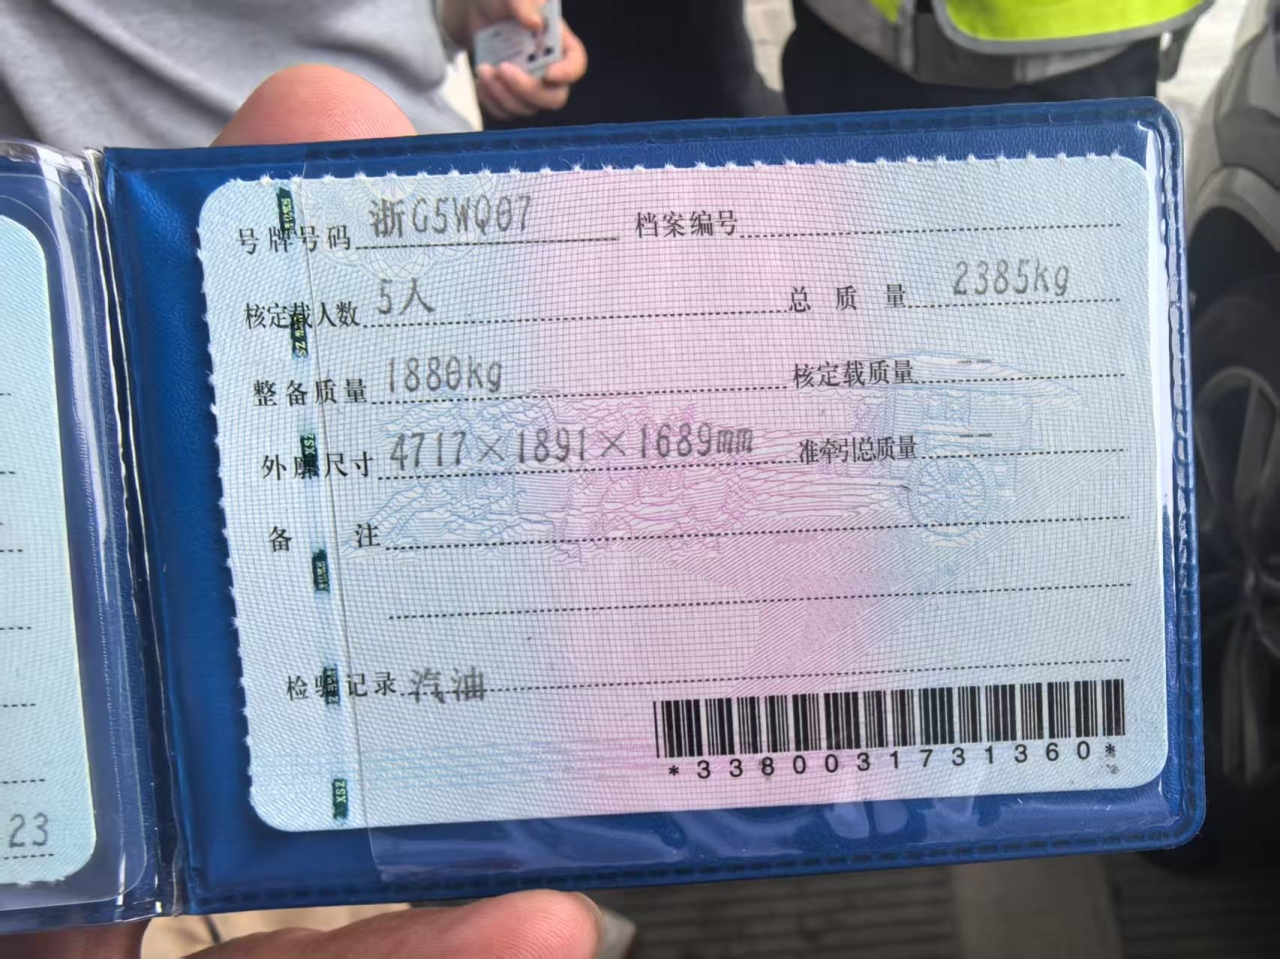 号牌号码 浙G5WQ07 档案编号
核定载人数 5人 总质量 2385kg
整备质量 1880kg 核定载质量 --
外廓尺寸 4717×1891×1689mm 准牵引总质量 --
备注
检验记录 汽油
*3380031731360*
23
XSZ